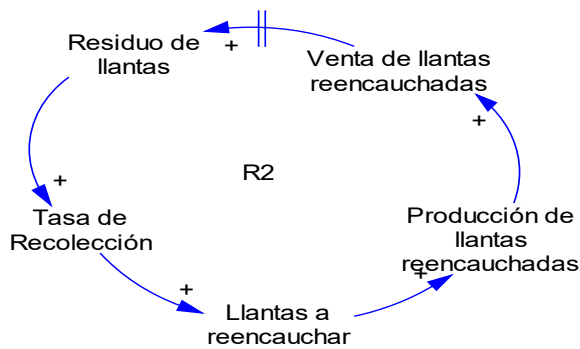 Residuo de
llantas
+
Venta de llantas
reencauchadas
+
+
R2
Tasa de
Recolección
Producción de
llantas
reencauchadas
+
+
Llantas a
reencauchar